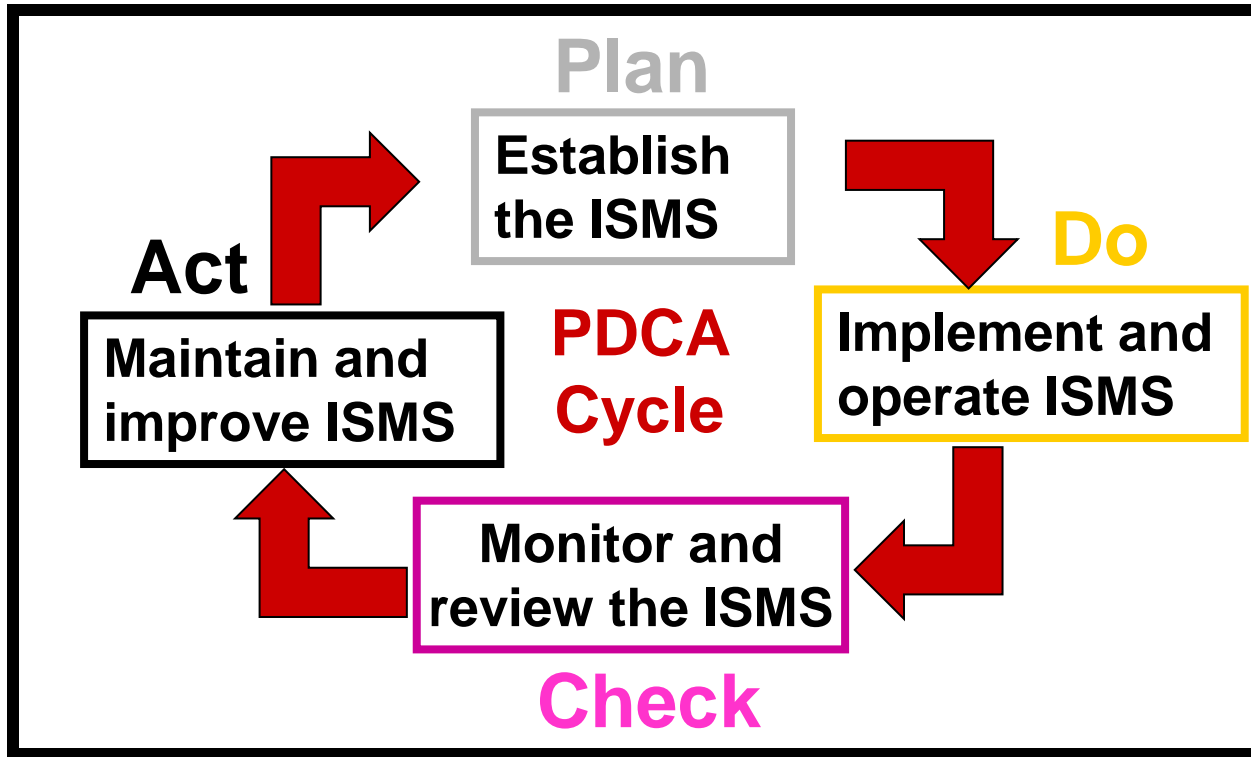 Plan
Establish
the ISMS
Do
Implement and
operate ISMS
Act
Maintain and
improve ISMS
PDCA
Cycle
Monitor and
review the ISMS
Check